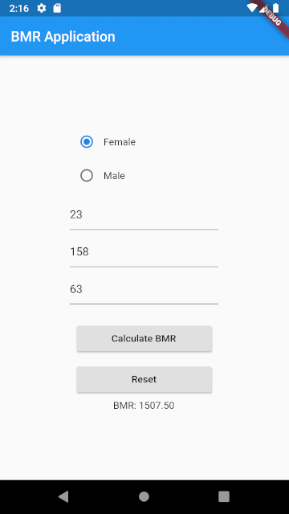 2:16
DEBUG
BMR Application
Female
Male
23
158
63
Calculate BMR
Reset
BMR: 1507.50